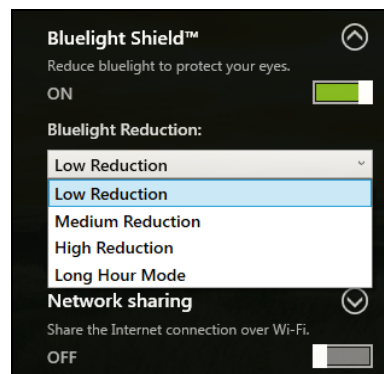 Bluelight Shield™
Reduce bluelight to protect your eyes.
ON
Bluelight Reduction:
Low Reduction
Low Reduction
Medium Reduction
High Reduction
Long Hour Mode
Network sharing
Share the Internet connection over Wi-Fi.
OFF